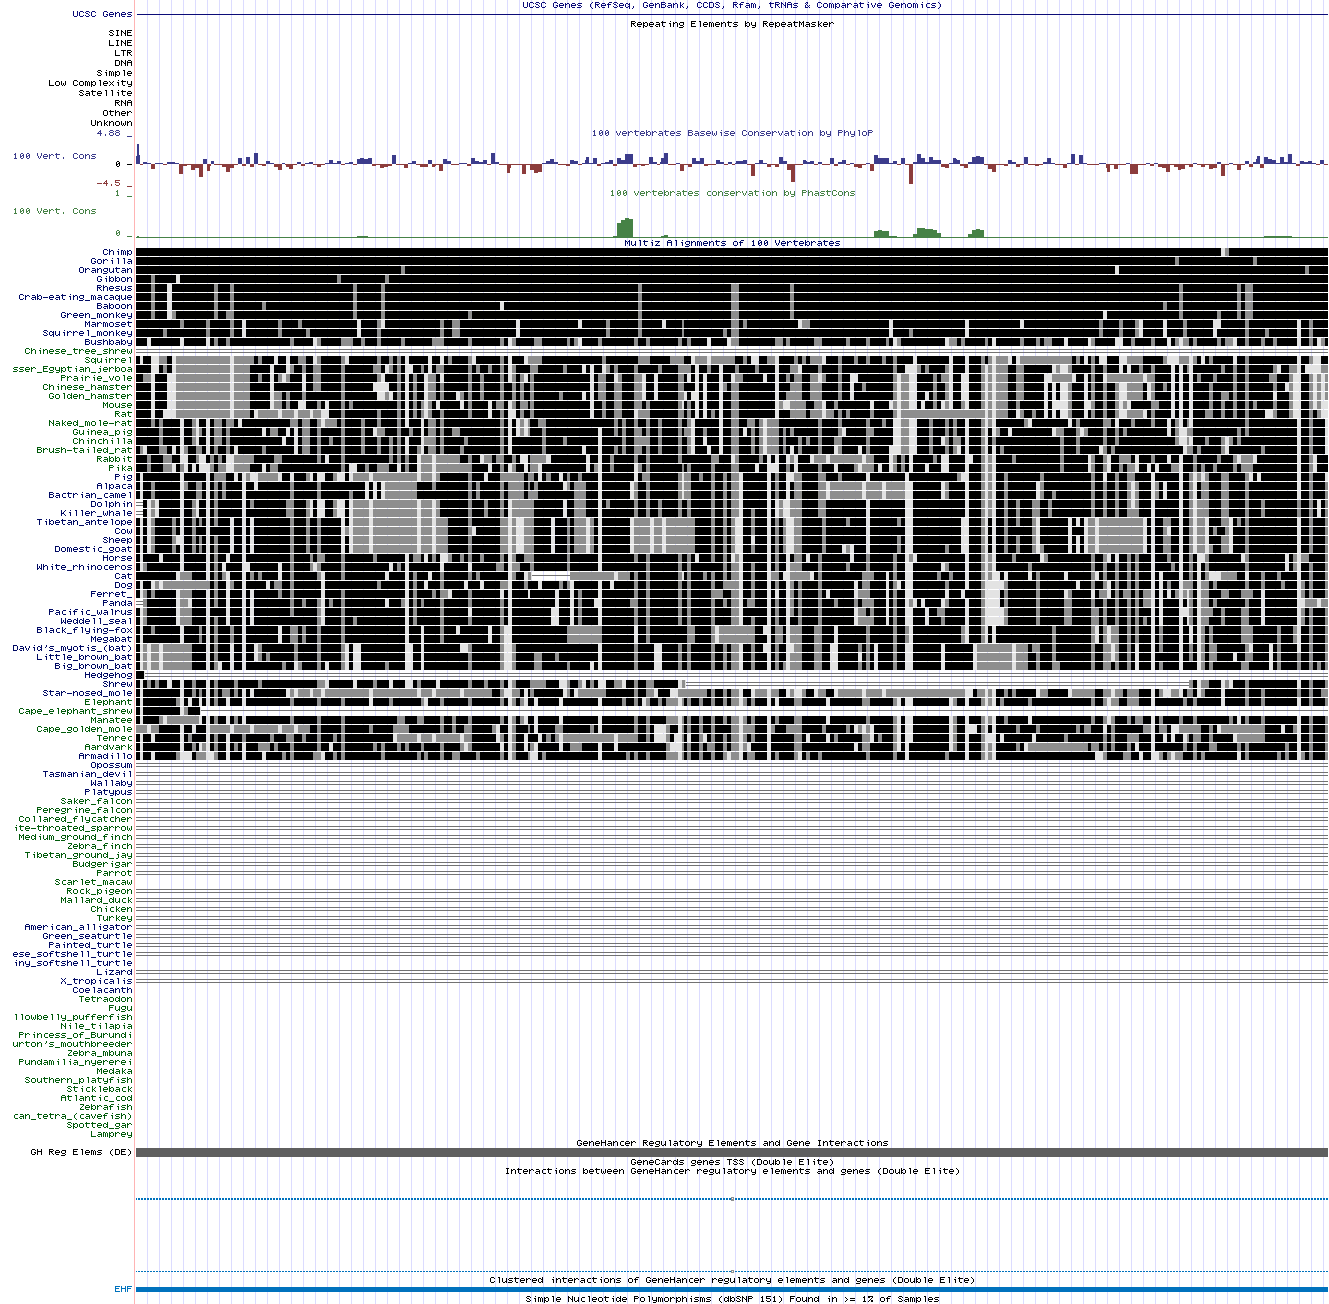 UCSC Genes (RefSeq, GenBank, CCDS, Rfam, tRNAs & Comparative Genomics)
UCSC Genes
Repeating Elements by RepeatMasker
SINE
LINE
LTR
DNA
Simple
Low Complexity
Satellite
RNA
Other
Unknown
4.88 _
100 vertebrates Basewise Conservation by PhyloP
100 Vert. Cons
0 _
-4.5 _
1 _
100 vertebrates conservation by PhastCons
100 Vert. Cons
0 _
Multiz Alignments of 100 Vertebrates
Chimp
Gorilla
Orangutan
Gibbon
Rhesus
Crab-eating_macaque
Baboon
Green_monkey
Marmoset
Squirrel_monkey
Bushbaby
Chinese_tree_shrew
Squirrel
sser_Egyptian_jerboa
Prairie_vole
Chinese_hamster
Golden_hamster
Mouse
Rat
Naked_mole-rat
Guinea_pig
Chinchilla
Brush-tailed_rat
Rabbit
Pika
Pig
Alpaca
Bactrian_camel
Dolphin
Killer_whale
Tibetan_antelope
Cow
Sheep
Domestic_goat
Horse
White_rhinoceros
Cat
Dog
Ferret_
Panda
Pacific_walrus
Weddell_seal
Black_flying-fox
Megabat
David's_myotis_(bat)
Little_brown_bat
Big_brown_bat
Hedgehog
Shrew
Star-nosed_mole
Elephant
Cape_elephant_shrew
Manatee
Cape_golden_mole
Tenrec
Aardvark
Armadillo
Opossum
Tasmanian_devil
Wallaby
Platypus
Saker_falcon
Peregrine_falcon
Collared_flycatcher
ite-throated_sparrow
Medium_ground_finch
Zebra_finch
Tibetan_ground_jay
Budgerigar
Parrot
Scarlet_macaw
Rock_pigeon
Mallard_duck
Chicken
Turkey
American_alligator
Green_seaturtle
Painted_turtle
ese_softshell_turtle
iny_softshell_turtle
Lizard
X_tropicalis
Coelacanth
Tetraodon
Fugu
llowbelly_pufferfish
Nile_tilapia
Princess_of_Burundi
urton's_mouthbreeder
Zebra_mbuna
Pundamilia_nyererei
Medaka
Southern_platyfish
Stickleback
Atlantic_cod
Zebrafish
can_tetra_(cavefish)
Spotted_gar
Lamprey
GeneHancer Regulatory Elements and Gene Interactions
GH Reg Elems (DE)
GeneCards genes TSS (Double Elite)
Interactions between GeneHancer regulatory elements and genes (Double Elite)
Clustered interactions of GeneHancer regulatory elements and genes (Double Elite)
EHF
Simple Nucleotide Polymorphisms (dbSNP 151) Found in >= 1% of Samples